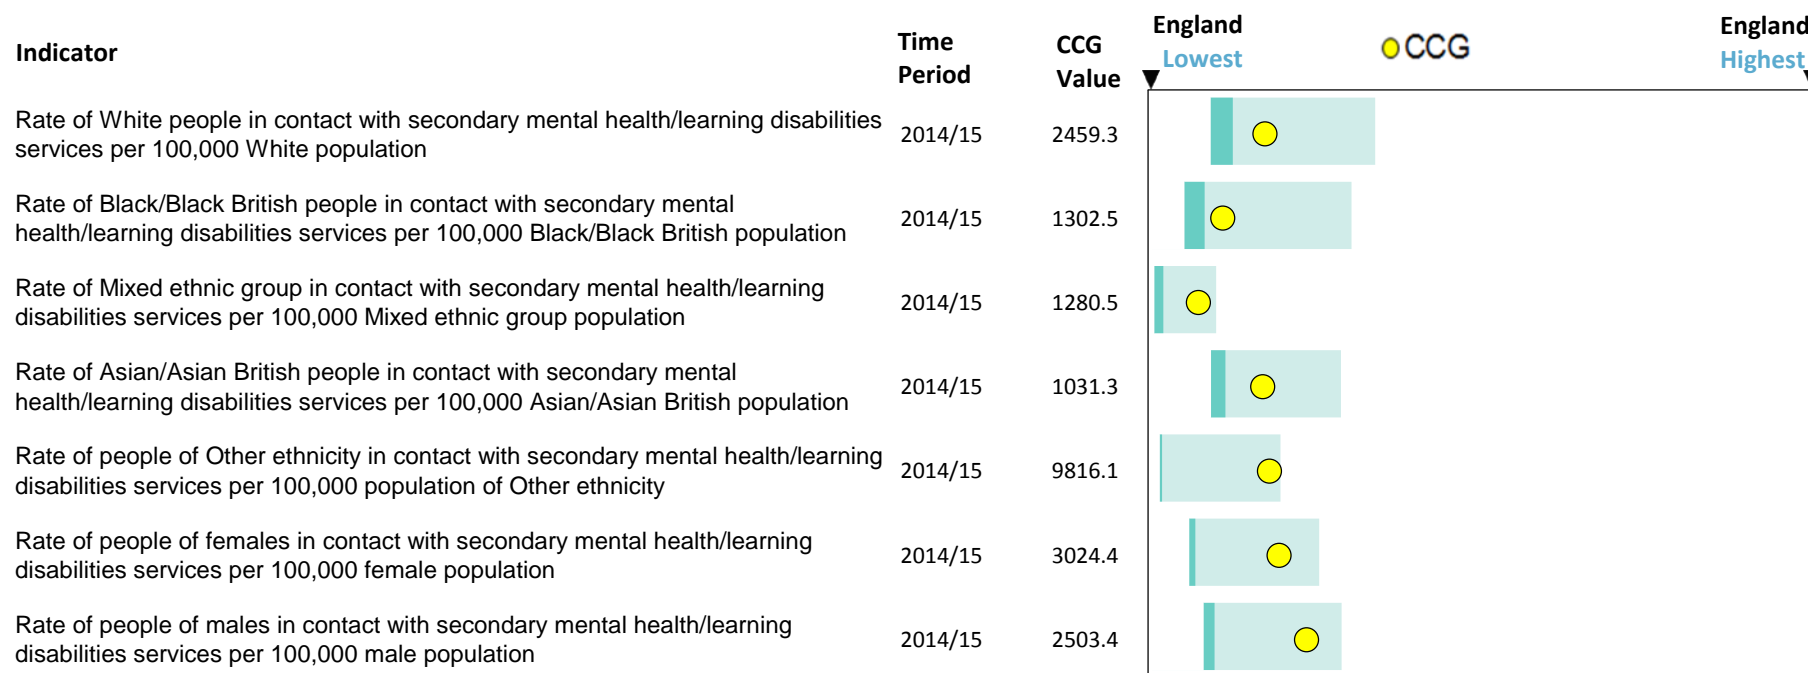 Indicator
Time
Period
CCG
Value
England
Lowest
CCG
England
Highest
Rate of White people in contact with secondary mental health/learning disabilities
services per 100,000 White population
2014/15
2459.3
Rate of Black/Black British people in contact with secondary mental
health/learning disabilities services per 100,000 Black/Black British population
2014/15
1302.5
Rate of Mixed ethnic group in contact with secondary mental health/learning
disabilities services per 100,000 Mixed ethnic group population
2014/15
1280.5
Rate of Asian/Asian British people in contact with secondary mental
health/learning disabilities services per 100,000 Asian/Asian British population
2014/15
1031.3
Rate of people of Other ethnicity in contact with secondary mental health/learning
disabilities services per 100,000 population of Other ethnicity
2014/15
9816.1
Rate of people of females in contact with secondary mental health/learning
disabilities services per 100,000 female population
2014/15
3024.4
Rate of people of males in contact with secondary mental health/learning
disabilities services per 100,000 male population
2014/15
2503.4